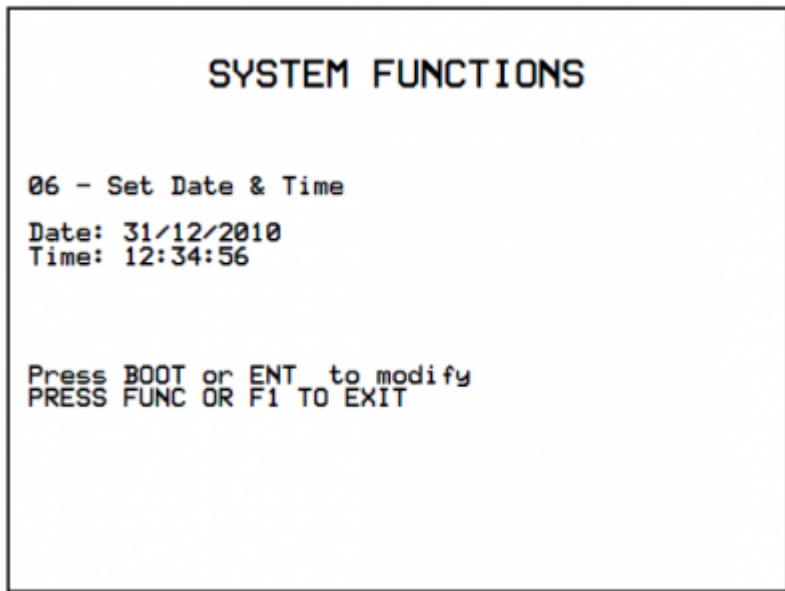 SYSTEM FUNCTIONS
06 - Set Date & Time
Date: 31/12/2010
Time: 12:34:56
Press BOOT or ENT  to modify
PRESS FUNC OR F1 TO EXIT